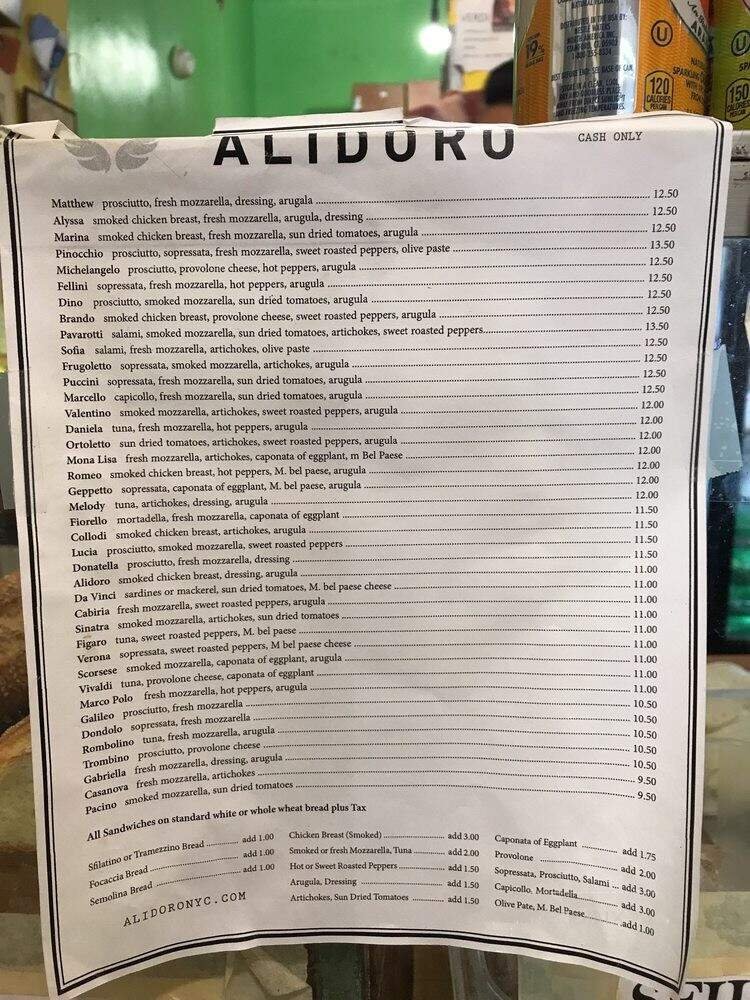 ALIDORO
CASH ONLY
Matthew prosciutto, fresh mozzarella, dressing, arugala 12.50
Alyssa smoked chicken breast, fresh mozzarella, arugula, dressing 12.50
Marina smoked chicken breast, fresh mozzarella, sun dried tomatoes, arugula 12.50
Pinocchio prosciutto, sopressata, fresh mozzarella, sweet roasted peppers, olive paste 13.50
Michelangelo prosciutto, provolone cheese, hot peppers, arugula 12.50
Fellini sopressata, fresh mozzarella, hot peppers, arugula 12.50
Dino prosciutto, smoked mozzarella, sun dried tomatoes, arugula 12.50
Brando smoked chicken breast, provolone cheese, sweet roasted peppers, arugula 12.50
Pavarotti salami, smoked mozzarella, sun dried tomatoes, artichokes, sweet roasted peppers 13.50
Sofia salami, fresh mozzarella, artichokes, olive paste 12.50
Frugoletto sopressata, smoked mozzarella, artichokes, arugula 12.50
Puccini sopressata, fresh mozzarella, sun dried tomatoes, arugula 12.50
Marcello capicollo, fresh mozzarella, sun dried tomatoes, arugula 12.50
Valentino smoked mozzarella, artichokes, sweet roasted peppers, arugula 12.00
Daniela tuna, fresh mozzarella, hot peppers, arugula 12.00
Ortoletto sun dried tomatoes, artichokes, sweet roasted peppers, arugula 12.00
Mona Lisa fresh mozzarella, artichokes, caponata of eggplant, m Bel Paese 12.00
Romeo smoked chicken breast, hot peppers, M. bel paese, arugula 12.00
Geppetto sopressata, caponata of eggplant, M. bel paese, arugula 12.00
Melody tuna, artichokes, dressing, arugula 12.00
Fiorello mortadella, fresh mozzarella, caponata of eggplant 11.50
Collodi smoked chicken breast, artichokes, arugula 11.50
Lucia prosciutto, smoked mozzarella, sweet roasted peppers 11.50
Donatella prosciutto, fresh mozzarella, dressing 11.50
Alidoro smoked chicken breast, dressing, arugula 11.00
Da Vinci sardines or mackerel, sun dried tomatoes, M. bel paese cheese 11.00
Cabiria fresh mozzarella, sweet roasted peppers, arugula 11.00
Sinatra smoked mozzarella, artichokes, sun dried tomatoes 11.00
Figaro tuna, sweet roasted peppers, M. bel paese 11.00
Verona sopressata, sweet roasted peppers, M bel paese cheese 11.00
Scorsese smoked mozzarella, caponata of eggplant, arugula 11.00
Vivaldi tuna, provolone cheese, caponata of eggplant 11.00
Marco Polo fresh mozzarella, hot peppers, arugula 11.00
Galileo prosciutto, fresh mozzarella 10.50
Dondolo sopressata, fresh mozzarella 10.50
Rombolino tuna, fresh mozzarella, arugula 10.50
Trombino prosciutto, provolone cheese 10.50
Gabriella fresh mozzarella, dressing, arugula 10.50
Casanova fresh mozzarella, artichokes 9.50
Pacino smoked mozzarella, sun dried tomatoes 9.50
All Sandwiches on standard white or whole wheat bread plus Tax
Sfilatino or Tramezzino Bread add 1.00
Focaccia Bread add 1.00
Semolina Bread add 1.00
Chicken Breast (Smoked) add 3.00
Smoked or fresh Mozzarella, Tuna add 2.00
Hot or Sweet Roasted Peppers add 1.50
Arugula, Dressing add 1.50
Artichokes, Sun Dried Tomatoes add 1.50
Caponata of Eggplant add 1.75
Provolone add 2.00
Sopressata, Prosciutto, Salami add 3.00
Capicollo, Mortadella add 3.00
Olive Pate, M. Bel Paese add 1.00
ALIDORONYC.COM
120
CALORIES
PER CAN
150
CALORIES
PER CAN